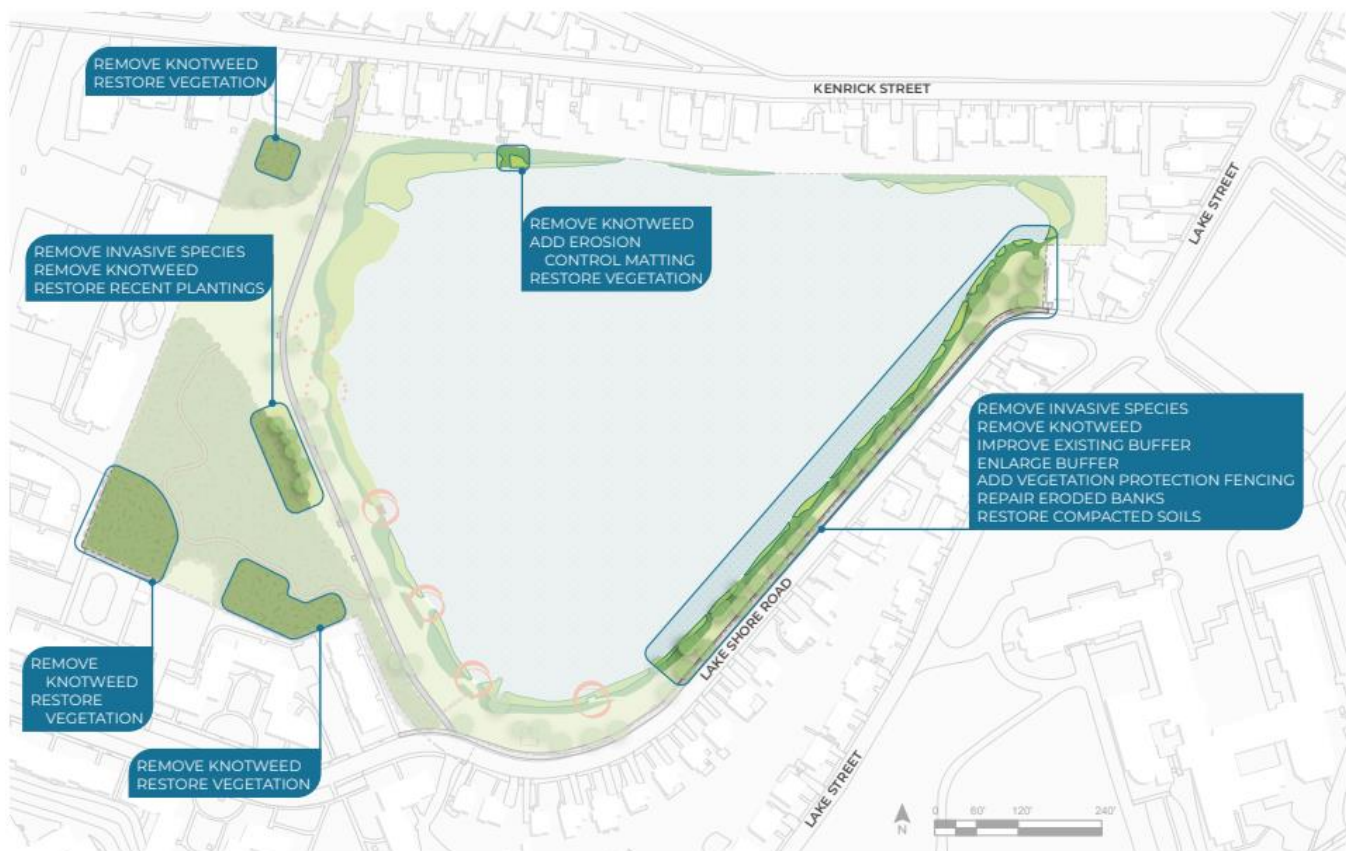 REMOVE KNOTWEED
RESTORE VEGETATION
KENRICK STREET
LAKE STREET
REMOVE KNOTWEED
ADD EROSION
CONTROL MATTING
RESTORE VEGETATION
REMOVE INVASIVE SPECIES
REMOVE KNOTWEED
RESTORE RECENT PLANTINGS
REMOVE INVASIVE SPECIES
REMOVE KNOTWEED
IMPROVE EXISTING BUFFER
ENLARGE BUFFER
ADD VEGETATION PROTECTION FENCING
REPAIR ERODED BANKS
RESTORE COMPACTED SOILS
LAKE SHORE ROAD
REMOVE
KNOTWEED
RESTORE
VEGETATION
REMOVE KNOTWEED
RESTORE VEGETATION
LAKE STREET
N
0 60' 120' 240'